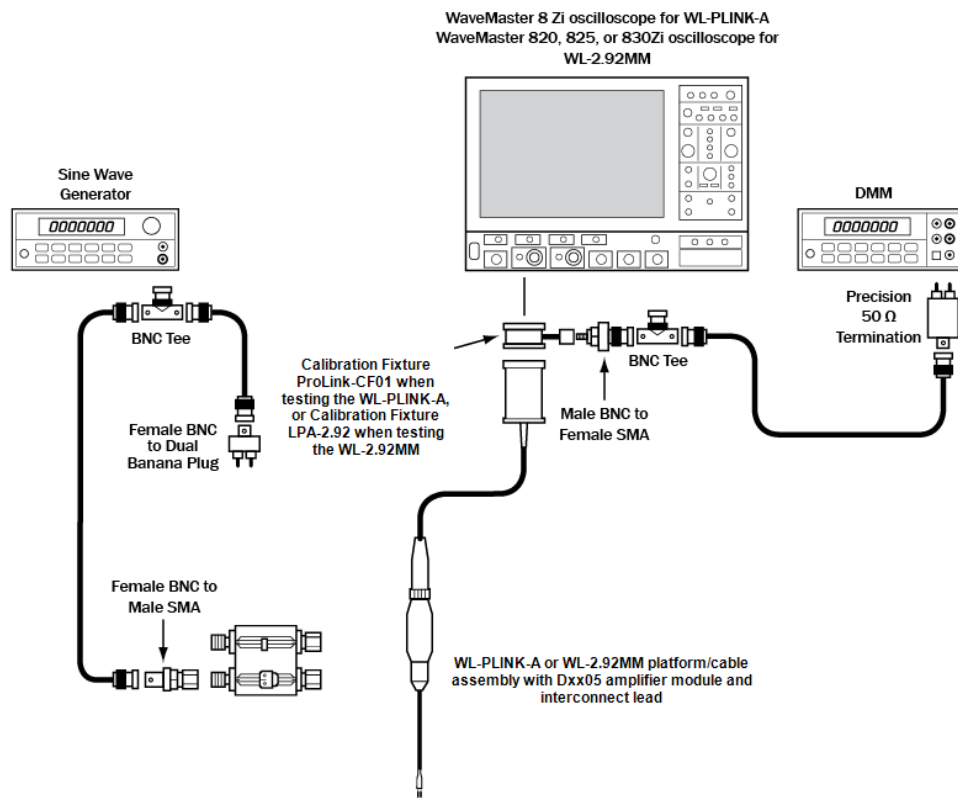 WaveMaster 8 Zi oscilloscope for WL-PLINK-A
WaveMaster 820, 825, or 830Zi oscilloscope for
WL-2.92MM
Sine Wave
Generator
0000000
DMM
0000000
BNC Tee
Precision
50 Ω
Termination
BNC Tee
Calibration Fixture
ProLink-CF01 when
testing the WL-PLINK-A,
or Calibration Fixture
LPA-2.92 when testing
the WL-2.92MM
Male BNC to
Female SMA
Female BNC
to Dual
Banana Plug
Female BNC to
Male SMA
WL-PLINK-A or WL-2.92MM platform/cable
assembly with Dxx05 amplifier module and
interconnect lead